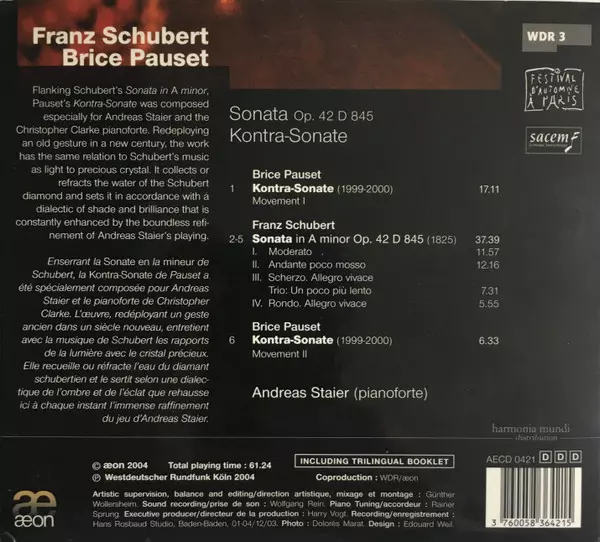 Franz Schubert
Brice Pauset
Flanking Schubert's Sonata in A minor,
Pauset's Kontra-Sonate was composed
especially for Andreas Staier and the
Christopher Clarke pianoforte. Redeploying
an old gesture in a new century, the work
has the same relation to Schubert's music
as light to precious crystal. It collects or
refracts the water of the Schubert
diamond and sets it in accordance with a
dialectic of shade and brilliance that is
constantly enhanced by the boundless refi-
nement of Andreas Staier's playing.
Enserrant la Sonate en la mineur de
Schubert, la Kontra-Sonate de Pauset a
été spécialement composée pour Andreas
Staier et le pianoforte de Christopher
Clarke. L'œuvre, redéployant un geste
ancien dans un siècle nouveau, entretient
avec la musique de Schubert les rapports
de la lumière avec le cristal précieux.
Elle recueille ou réfracte l'eau du diamant
schubertien et le sertit selon une dialec-
tique de l'ombre et de l'éclat que rehausse
ici à chaque instant l'immense raffinement
du jeu d'Andreas Staier.
WDR 3
FESTIVAL
D'AUTOMNE
À PARIS
sacem
Sonata Op. 42 D 845
Kontra-Sonate
Brice Pauset
1 Kontra-Sonate (1999-2000) 17.11
Movement I
Franz Schubert
2-5 Sonata in A minor Op. 42 D 845 (1825) 37.39
I. Moderato . 11.57
II. Andante poco mosso 12.16
III. Scherzo. Allegro vivace
Trio: Un poco più lento 7.31
IV. Rondo. Allegro vivace 5.55
Brice Pauset
6 Kontra-Sonate (1999-2000) 6.33
Movement II
Andreas Staier (pianoforte)
harmonia mundi
distribution
AECD 0421 D D D
æ
æon
© æon 2004 Total playing time : 61.24 INCLUDING TRILINGUAL BOOKLET
℗ Westdeutscher Rundfunk Köln 2004 Coproduction : WDR/æon
Artistic supervision, balance and editing/direction artistique, mixage et montage : Günther
Wollersheim. Sound recording/prise de son : Wolfgang Rein. Piano Tuning/accordeur : Rainer
Sprung. Executive producer/directeur de la production : Harry Vogt. Recording/enregistrement :
Hans Rosbaud Studio, Baden-Baden, 01-04/12/03. Photo : Dolorès Marat. Design : Edouard Weil.
3 760058 364215